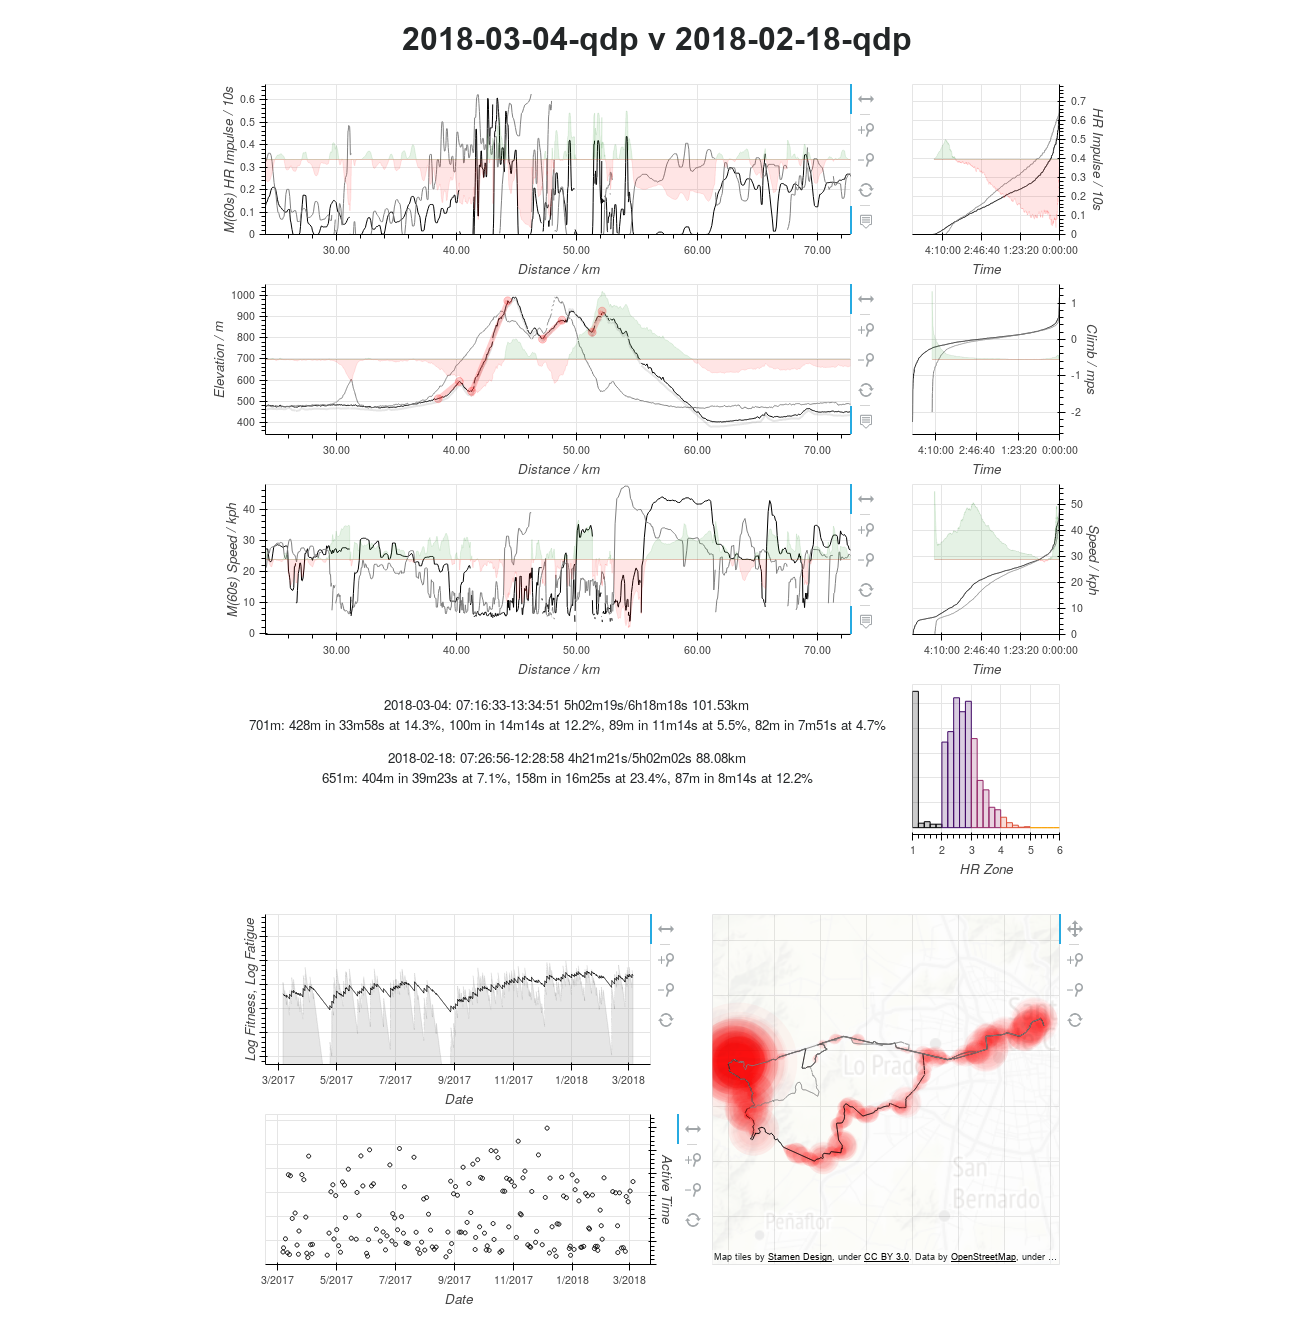 2018-03-04-qdp v 2018-02-18-qdp
M(60s) HR Impulse / 10s
0.6
0.5
0.4
0.3
0.2
0.1
0
30.00 40.00 50.00 60.00 70.00
Distance / km
HR Impulse / 10s
0.7
0.6
0.5
0.4
0.3
0.2
0.1
0
4:10:00 2:46:40 1:23:20 0:00:00
Time
Elevation / m
1000
900
800
700
600
500
400
30.00 40.00 50.00 60.00 70.00
Distance / km
Climb / mps
1
0
-1
-2
4:10:00 2:46:40 1:23:20 0:00:00
Time
M(60s) Speed / kph
40
30
20
10
0
30.00 40.00 50.00 60.00 70.00
Distance / km
Speed / kph
50
40
30
20
10
0
4:10:00 2:46:40 1:23:20 0:00:00
Time
2018-03-04: 07:16:33-13:34:51 5h02m19s/6h18m18s 101.53km
701m: 428m in 33m58s at 14.3%, 100m in 14m14s at 12.2%, 89m in 11m14s at 5.5%, 82m in 7m51s at 4.7%
2018-02-18: 07:26:56-12:28:58 4h21m21s/5h02m02s 88.08km
651m: 404m in 39m23s at 7.1%, 158m in 16m25s at 23.4%, 87m in 8m14s at 12.2%
1 2 3 4 5 6
HR Zone
Log Fitness, Log Fatigue
3/2017 5/2017 7/2017 9/2017 11/2017 1/2018 3/2018
Date
Active Time
3/2017 5/2017 7/2017 9/2017 11/2017 1/2018 3/2018
Date
Lo Prado
San
Bernardo
Peñaflor
Map tiles by Stamen Design, under CC BY 3.0. Data by OpenStreetMap, under ...